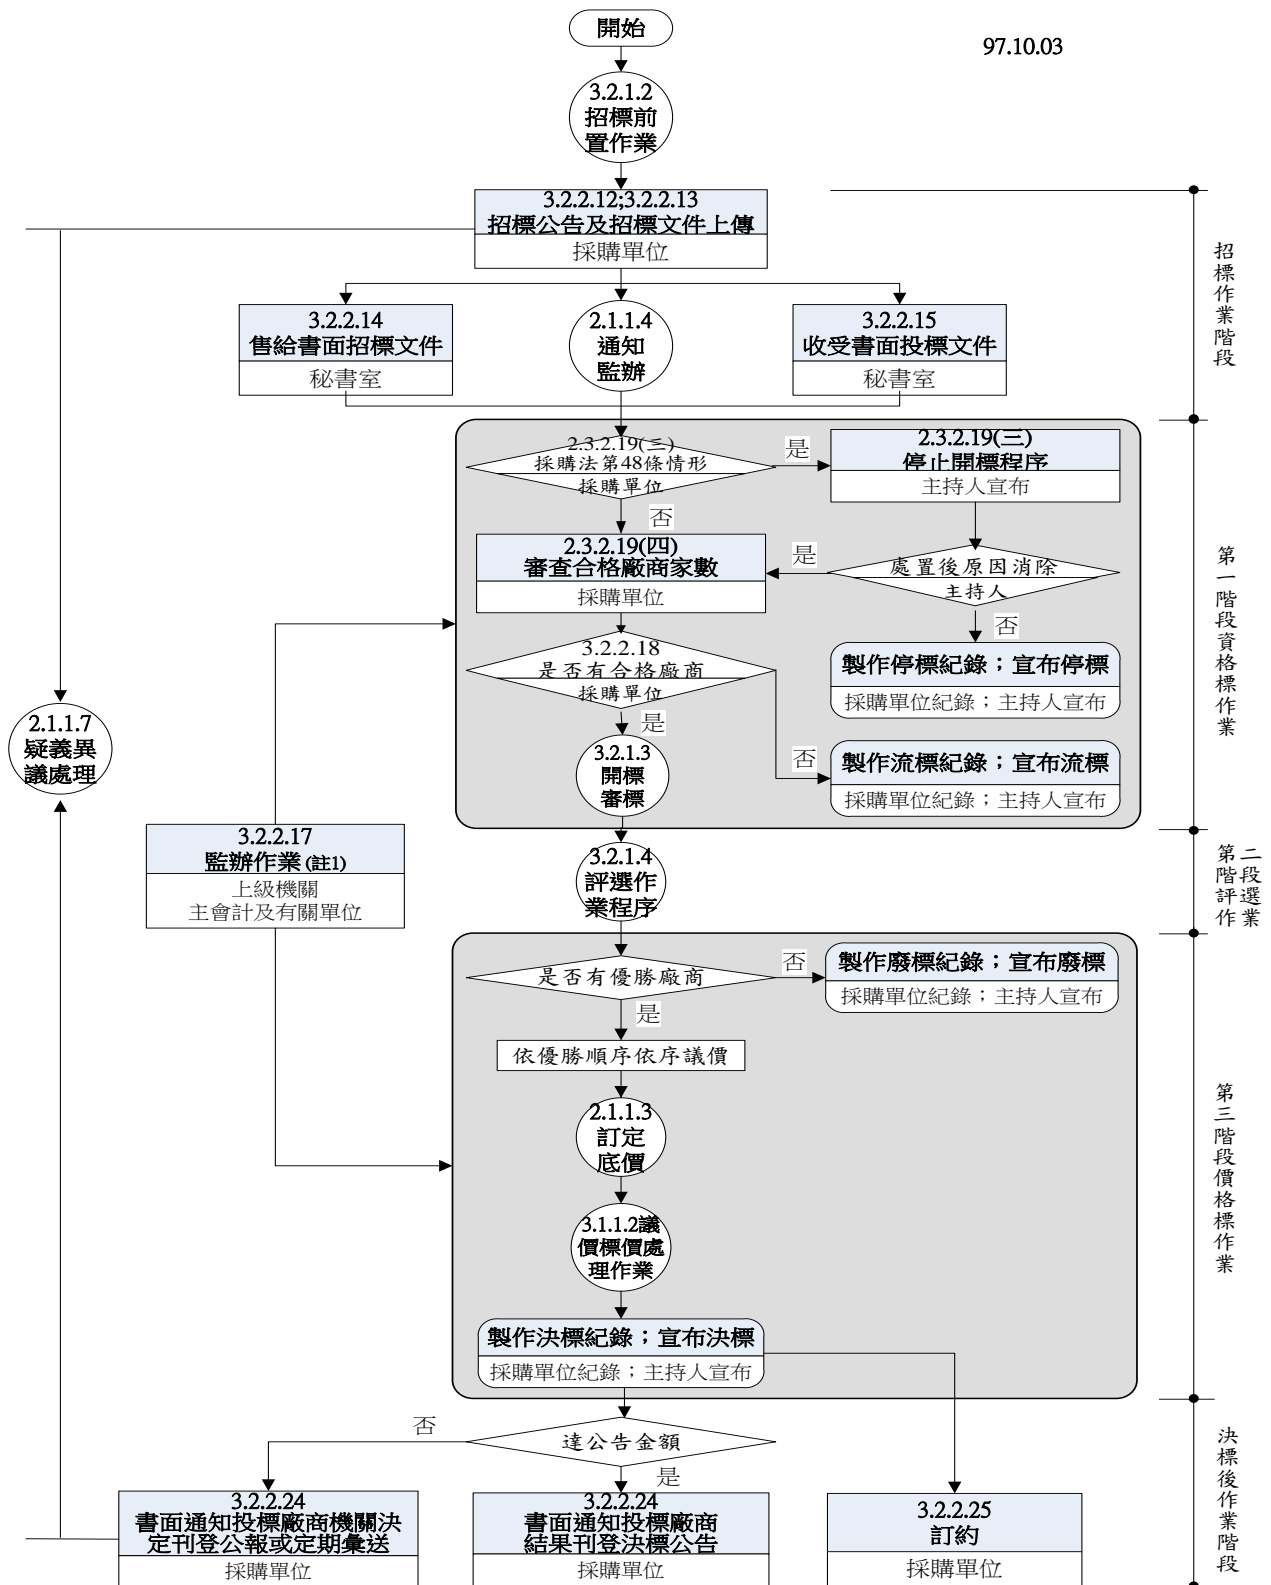 開始
97.10.03
3.2.1.2
招標前
置作業
3.2.2.12;3.2.2.13
招標公告及招標文件上傳
採購單位
招標作業階段
3.2.2.14
售給書面招標文件
秘書室
2.1.1.4
通知
監辦
3.2.2.15
收受書面投標文件
秘書室
2.3.2.19(三)
採購法第48條情形
採購單位
是
2.3.2.19(三)
停止開標程序
主持人宣布
否
2.3.2.19(四)
審查合格廠商家數
採購單位
是
處置後原因消除
主持人
否
第一階段資格標作業
3.2.2.18
是否有合格廠商
採購單位
製作停標紀錄；宣布停標
採購單位紀錄；主持人宣布
是
否
3.2.1.3
開標
審標
製作流標紀錄；宣布流標
採購單位紀錄；主持人宣布
2.1.1.7
疑義異
議處理
3.2.2.17
監辦作業(註1)
上級機關
主會計及有關單位
3.2.1.4
評選作
業程序
第二
階段
評選
作業
是否有優勝廠商
否
製作廢標紀錄；宣布廢標
採購單位紀錄；主持人宣布
是
依優勝順序依序議價
2.1.1.3
訂定
底價
第三階段價格標作業
3.1.1.2議
價標價處
理作業
製作決標紀錄；宣布決標
採購單位紀錄；主持人宣布
否
達公告金額
是
決標後作業階段
3.2.2.24
書面通知投標廠商機關決
定刊登公報或定期彙送
採購單位
3.2.2.24
書面通知投標廠商
結果刊登決標公告
採購單位
3.2.2.25
訂約
採購單位